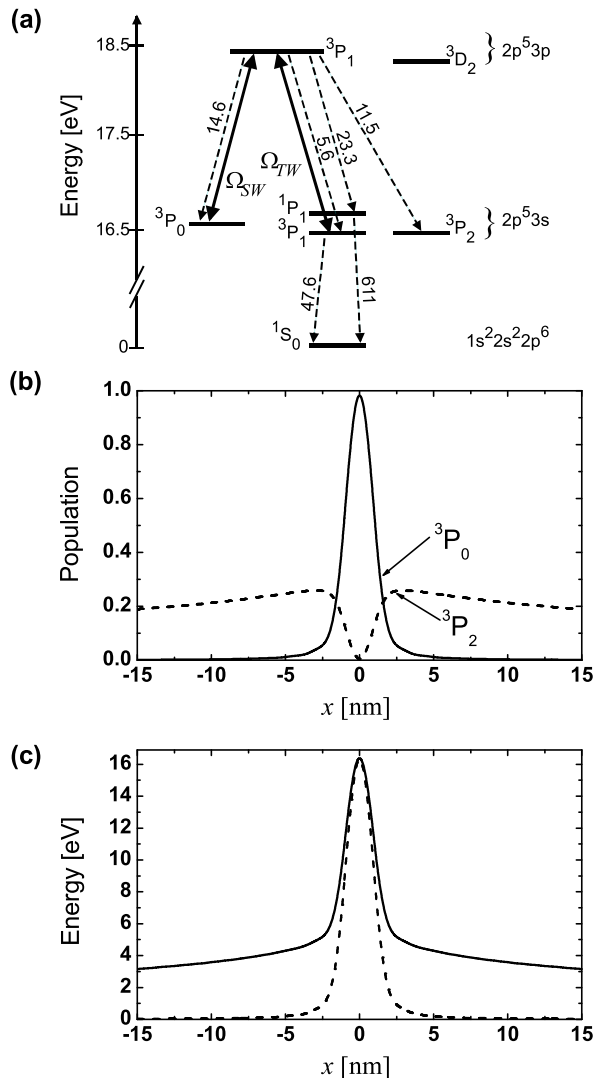 (a)
Energy [eV]
18.5
17.5
16.5
0
³P₁
³D₂ } 2p⁵3p
14.6
Ω_SW
Ω_TW
5.6
23.3
11.5
³P₀
¹P₁
³P₁
³P₂ } 2p⁵3s
47.6
611
¹S₀
1s²2s²2p⁶
(b)
Population
1.0
0.8
0.6
0.4
0.2
0.0
³P₀
³P₂
-15 -10 -5 0 5 10 15
x [nm]
(c)
Energy [eV]
16
14
12
10
8
6
4
2
0
-15 -10 -5 0 5 10 15
x [nm]